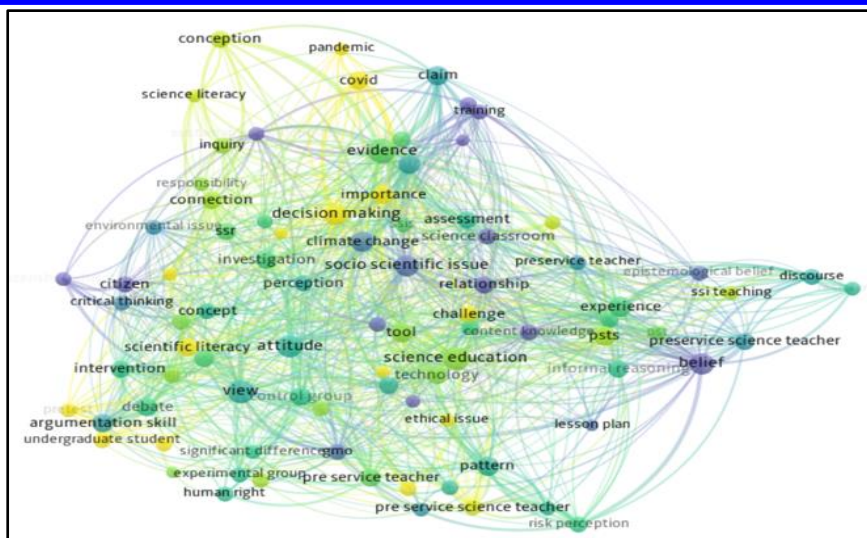 conception
pandemic
covid
claim
science literacy
training
inquiry
evidence
responsibility
connection
importance
decision making
assessment
environmental issue
ssr
climate change
science classroom
investigation
socio scientific issue
preservice teacher
epistemological belief
discourse
citizen
perception
relationship
ssi teaching
critical thinking
concept
challenge
experience
tool
content knowledge
psts
preservice science teacher
scientific literacy
attitude
science education
belief
intervention
technology
informal reasoning
view
control group
pretest
debate
ethical issue
lesson plan
argumentation skill
undergraduate student
significant difference
gmo
pattern
experimental group
pre service teacher
human right
pre service science teacher
risk perception